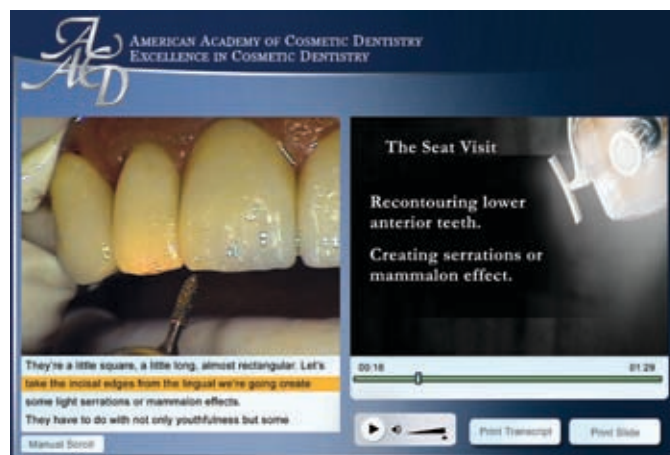 AACD
AMERICAN ACADEMY OF COSMETIC DENTISTRY
EXCELLENCE IN COSMETIC DENTISTRY
The Seat Visit
Recontouring lower
anterior teeth.
Creating serrations or
mammalon effect.
They're a little square, a little long, almost rectangular. Let's
take the incisal edges from the lingual we're going create
some light serrations or mammalon effects.
They have to do with not only youthfulness but some
Manual Scroll
00:16
01:29
Print Transcript
Print Slide